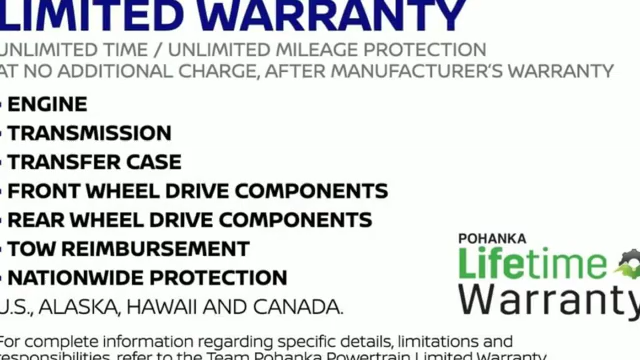 LIMITED WARRANTY
UNLIMITED TIME / UNLIMITED MILEAGE PROTECTION
AT NO ADDITIONAL CHARGE, AFTER MANUFACTURER'S WARRANTY
• ENGINE
• TRANSMISSION
• TRANSFER CASE
• FRONT WHEEL DRIVE COMPONENTS
• REAR WHEEL DRIVE COMPONENTS
• TOW REIMBURSEMENT
• NATIONWIDE PROTECTION
U.S., ALASKA, HAWAII AND CANADA.
POHANKA
Lifetime
Warranty
For complete information regarding specific details, limitations and
responsibilities, refer to the Team Pohanka Powertrain Limited Warranty